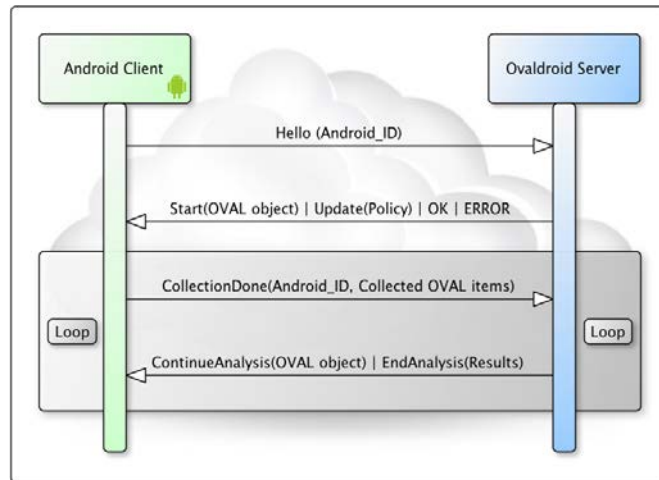 Android Client
Ovaldroid Server
Hello (Android_ID)
Start(OVAL object) | Update(Policy) | OK | ERROR
CollectionDone(Android_ID, Collected OVAL items)
Loop
Loop
ContinueAnalysis(OVAL object) | EndAnalysis(Results)